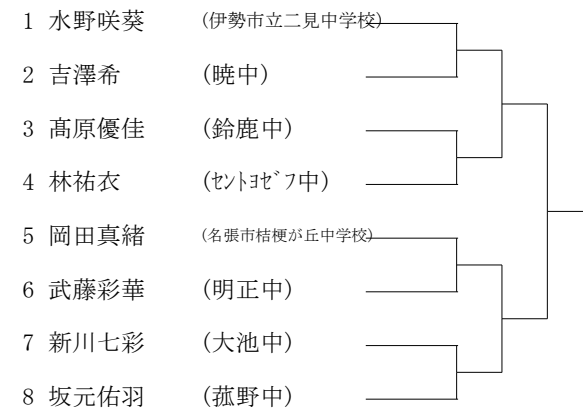 1 水野咲葵 (伊勢市立二見中学校)
2 吉澤希 (暁中)
3 髙原優佳 (鈴鹿中)
4 林祐衣 (ｾﾝﾄﾖｾﾞﾌ中)
5 岡田真緒 (名張市桔梗が丘中学校)
6 武藤彩華 (明正中)
7 新川七彩 (大池中)
8 坂元佑羽 (菰野中)